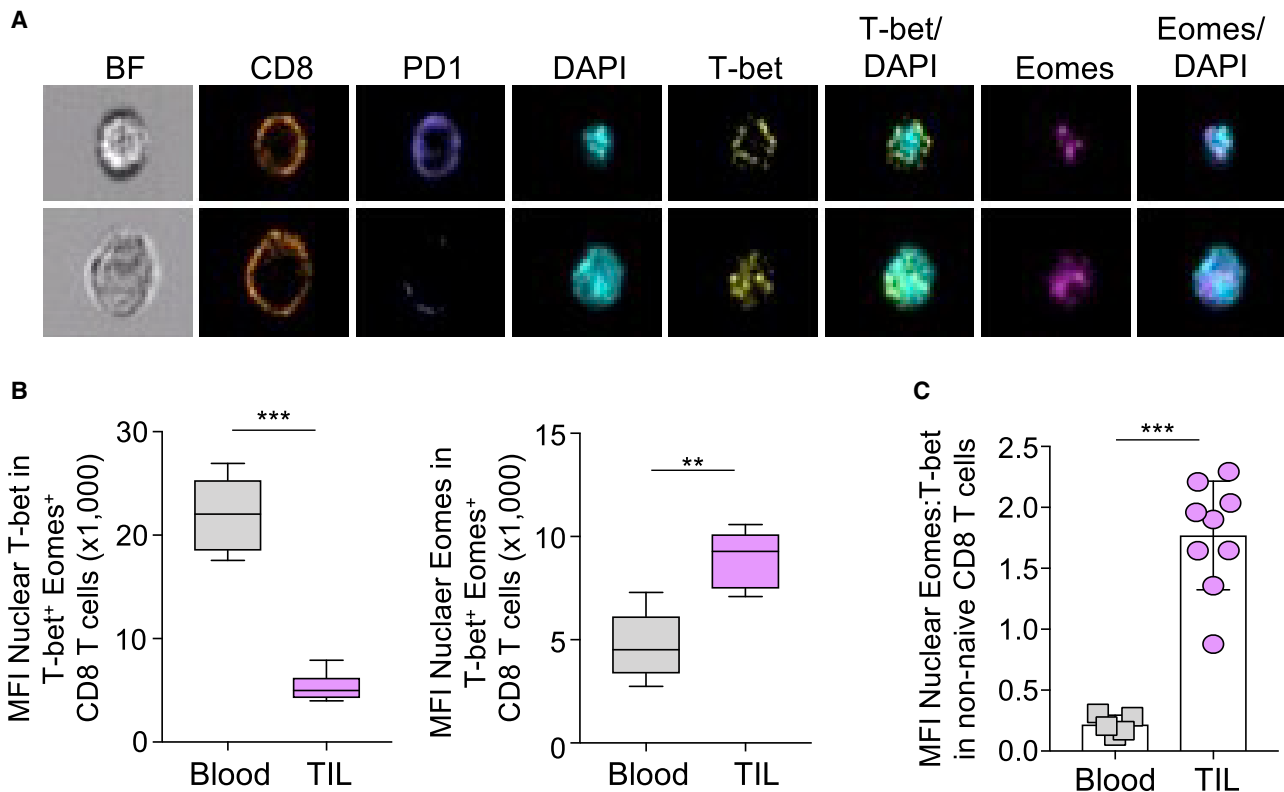 A
BF CD8 PD1 DAPI T-bet T-bet/ DAPI Eomes Eomes/ DAPI
B
MFI Nuclear T-bet in
T-bet+ Eomes+
CD8 T cells (x1,000)
30
20
10
0
***
Blood TIL
MFI Nuclaer Eomes in
T-bet+ Eomes+
CD8 T cells (x1,000)
15
10
5
0
**
Blood TIL
C
MFI Nuclear Eomes:T-bet
in non-naive CD8 T cells
2.5
2.0
1.5
1.0
0.5
0.0
***
Blood TIL